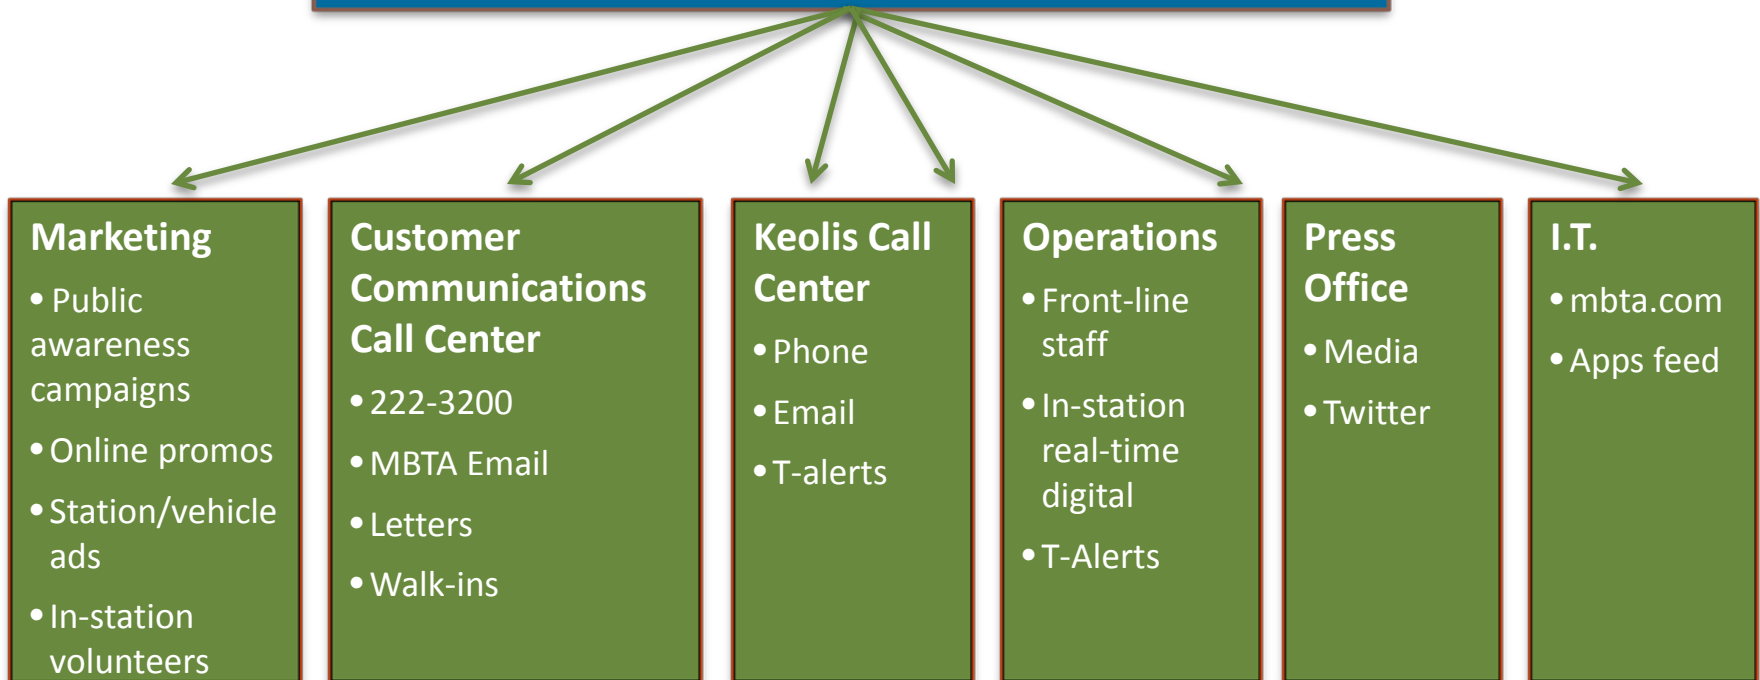 Marketing
• Public
awareness
campaigns
• Online promos
• Station/vehicle
ads
• In-station
volunteers
Customer
Communications
Call Center
• 222-3200
• MBTA Email
• Letters
• Walk-ins
Keolis Call
Center
• Phone
• Email
• T-alerts
Operations
• Front-line
staff
• In-station
real-time
digital
• T-Alerts
Press
Office
• Media
• Twitter
I.T.
• mbta.com
• Apps feed